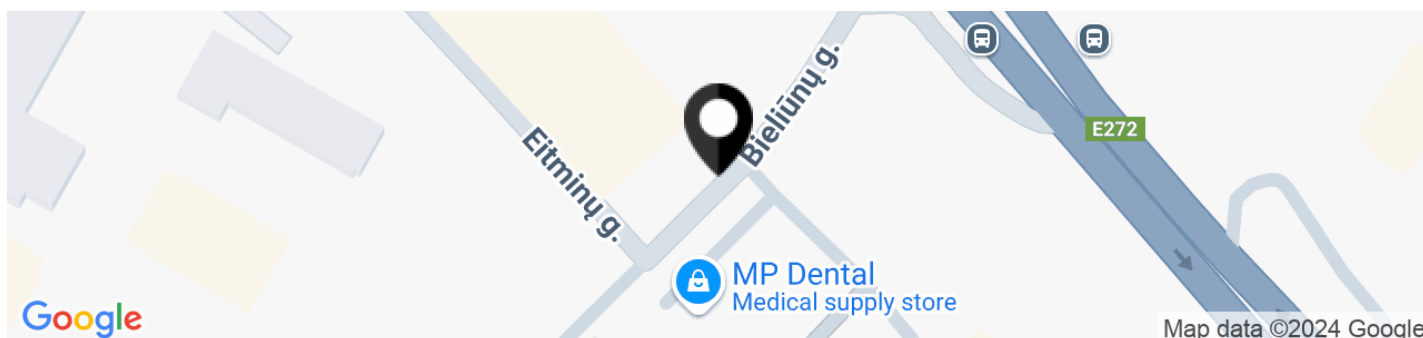 Bieliūnų g.
E272
Eitminų g.
MP Dental
Medical supply store
Google
Map data ©2024 Google